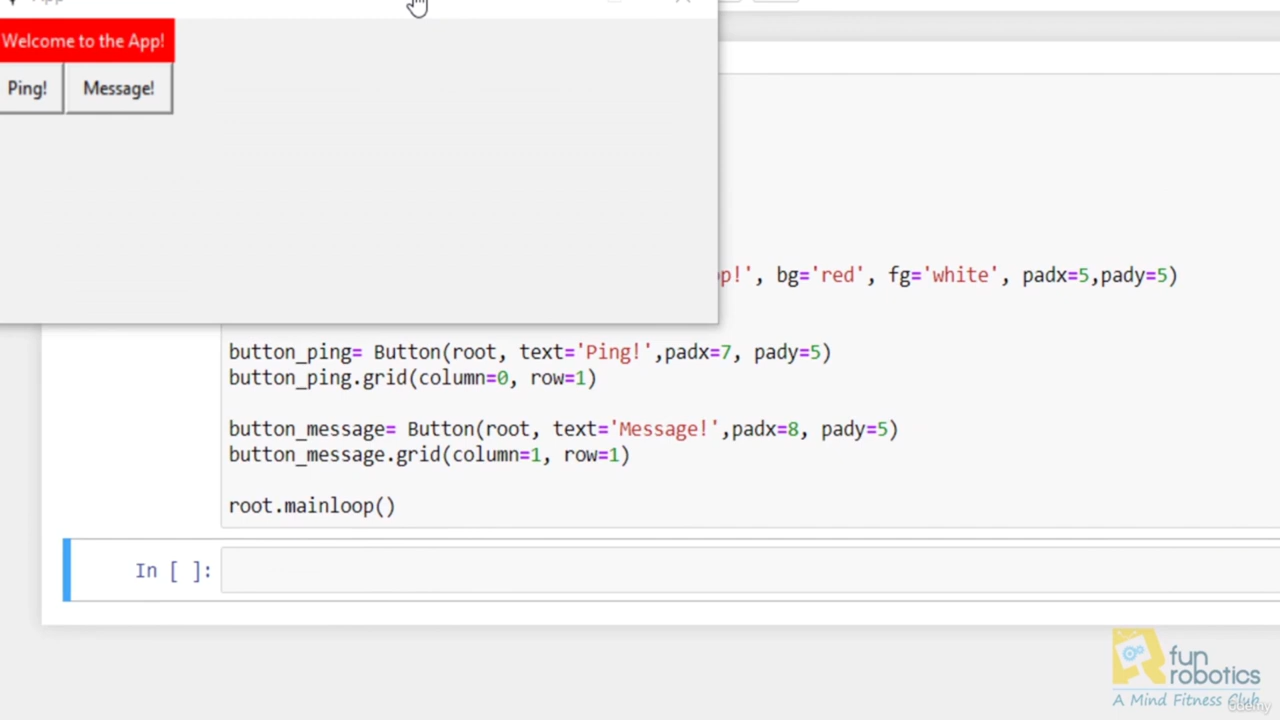 App
Welcome to the App!
Ping! Message!
p!', bg='red', fg='white', padx=5,pady=5)
button_ping= Button(root, text='Ping!',padx=7, pady=5)
button_ping.grid(column=0, row=1)
button_message= Button(root, text='Message!',padx=8, pady=5)
button_message.grid(column=1, row=1)
root.mainloop()
In [ ]:
fun
robotics
A Mind Fitness Club
udemy